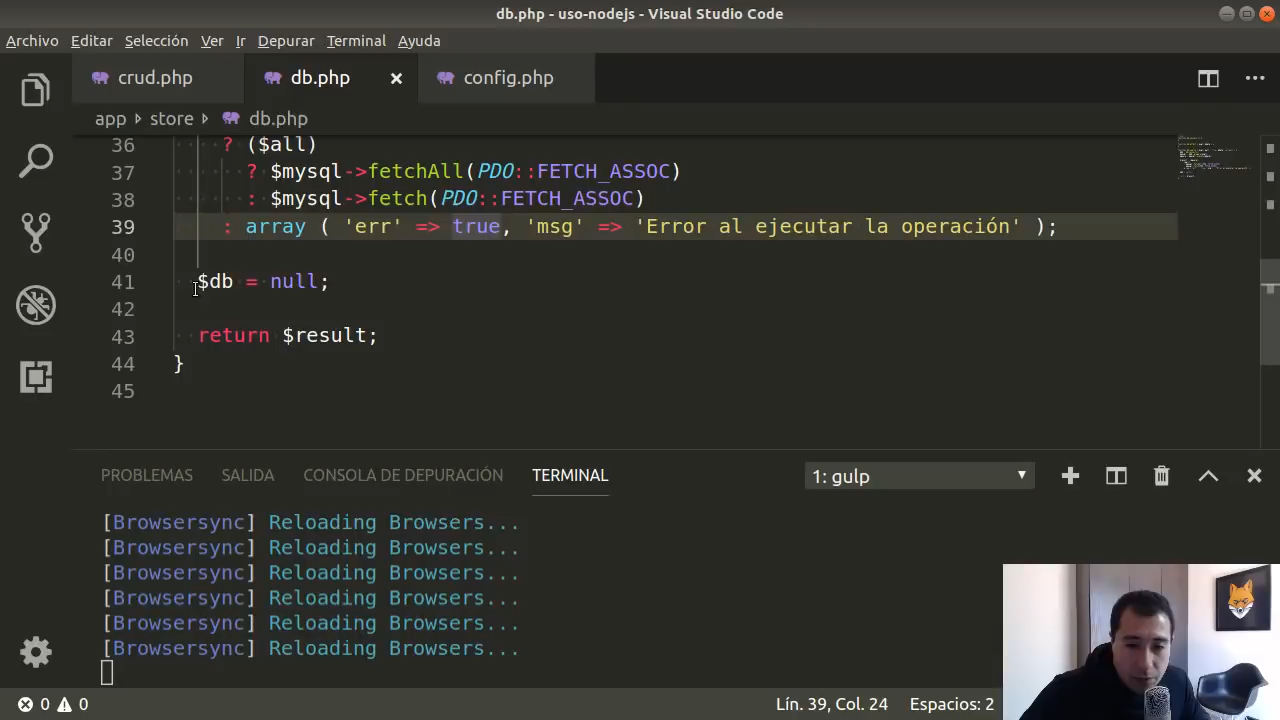 db.php - uso-nodejs - Visual Studio Code
Archivo Editar Selección Ver Ir Depurar Terminal Ayuda
crud.php db.php config.php
app store db.php
36 ? ($all)
37 ? $mysql->fetchAll(PDO::FETCH_ASSOC)
38 : $mysql->fetch(PDO::FETCH_ASSOC)
39 : array ( 'err' => true, 'msg' => 'Error al ejecutar la operación' );
40
41 $db = null;
42
43 return $result;
44 }
45
PROBLEMAS SALIDA CONSOLA DE DEPURACIÓN TERMINAL 1: gulp
[Browsersync] Reloading Browsers...
[Browsersync] Reloading Browsers...
[Browsersync] Reloading Browsers...
[Browsersync] Reloading Browsers...
[Browsersync] Reloading Browsers...
[Browsersync] Reloading Browsers...
0 0 Lín. 39, Col. 24 Espacios: 2